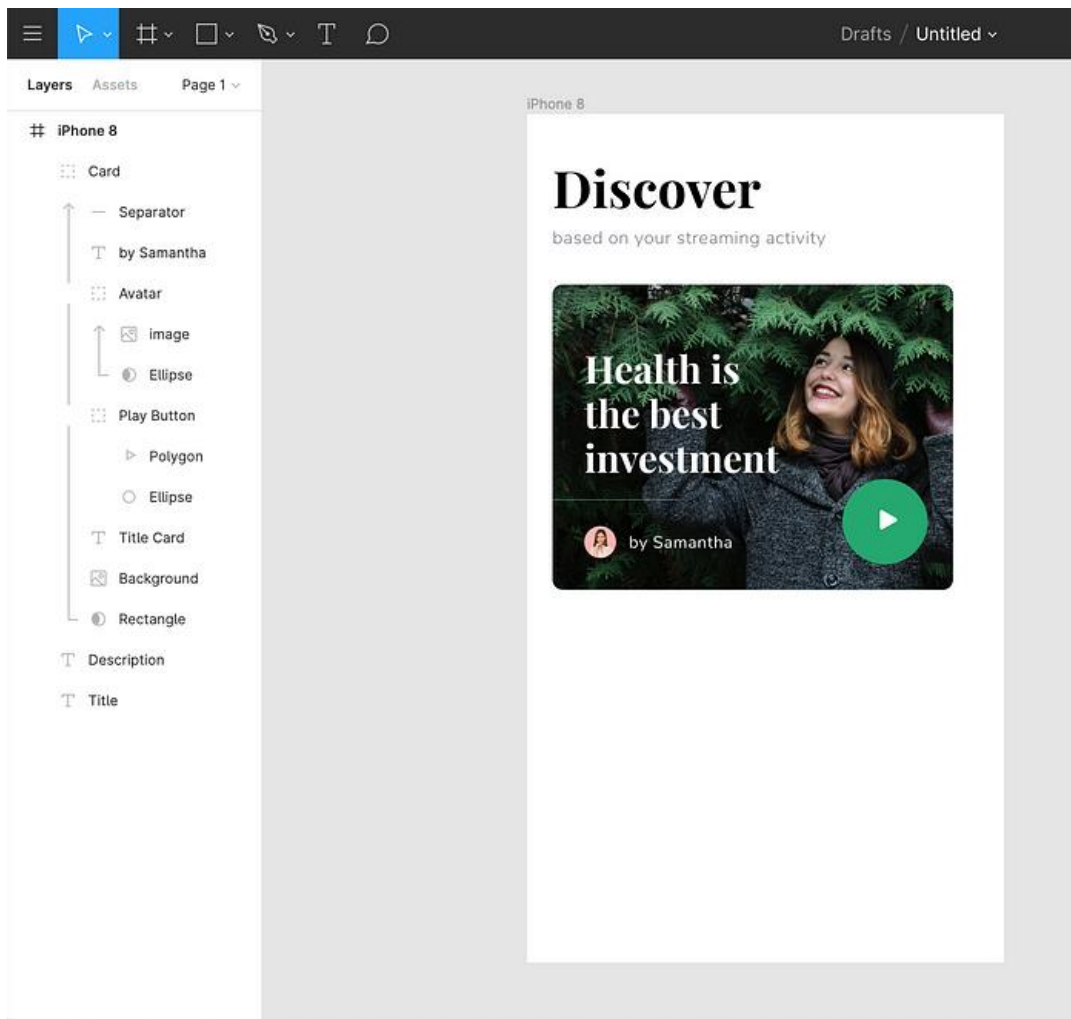 Drafts / Untitled
Layers Assets Page 1
iPhone 8
Card
Separator
by Samantha
Avatar
image
Ellipse
Play Button
Polygon
Ellipse
Title Card
Background
Rectangle
Description
Title
iPhone 8
Discover
based on your streaming activity
Health is
the best
investment
by Samantha